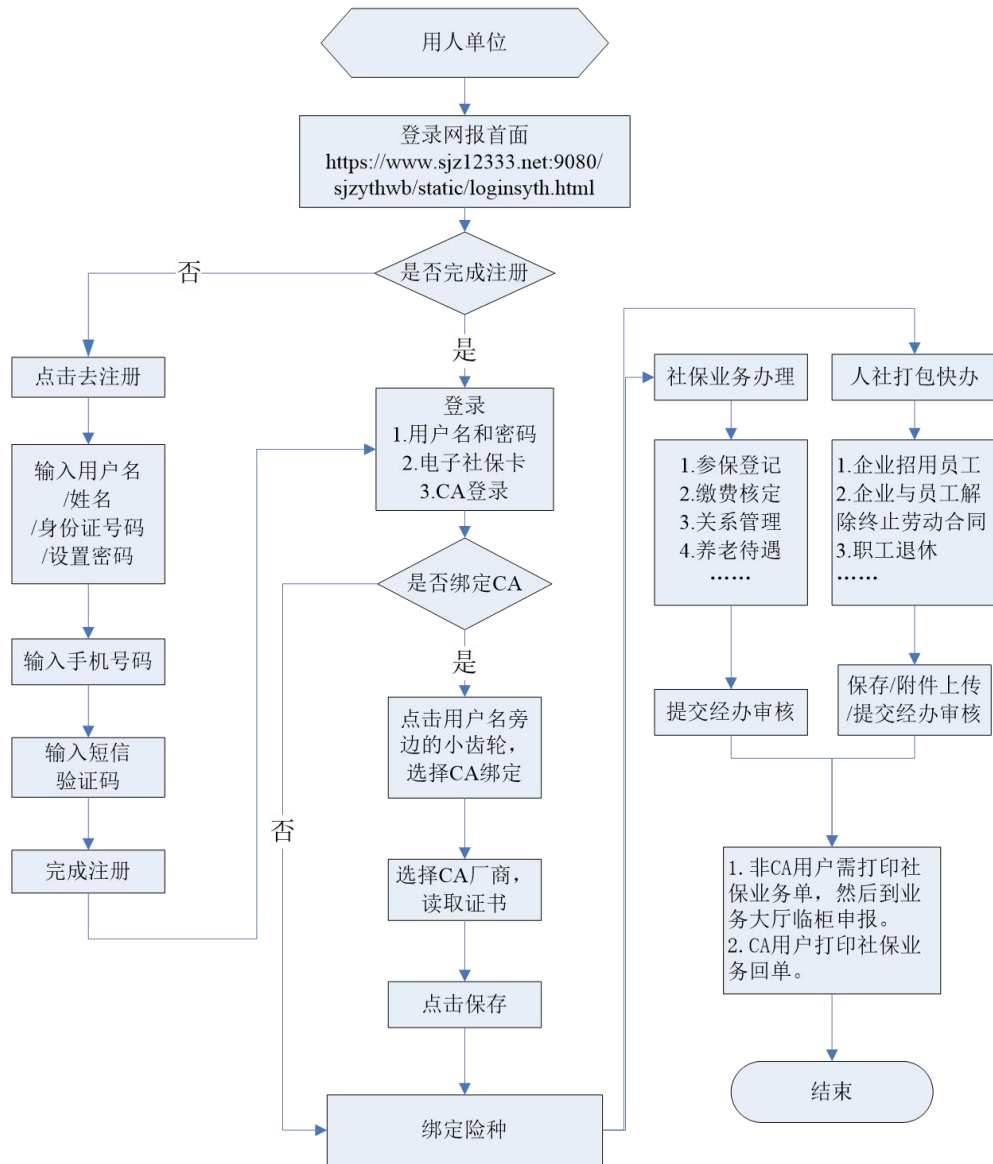 用人单位
登录网报首面
https://www.sjz12333.net:9080/
sjzythwb/static/loginsyth.html
是否完成注册
否
是
点击去注册
输入用户名
/姓名
/身份证号码
/设置密码
输入手机号码
输入短信
验证码
完成注册
登录
1.用户名和密码
2.电子社保卡
3.CA登录
是否绑定CA
是
否
点击用户名旁
边的小齿轮，
选择CA绑定
选择CA厂商，
读取证书
点击保存
绑定险种
社保业务办理
1.参保登记
2.缴费核定
3.关系管理
4.养老待遇
……
提交经办审核
人社打包快办
1.企业招用员工
2.企业与员工解
除终止劳动合同
3.职工退休
……
保存/附件上传
/提交经办审核
1. 非CA用户需打印社
保业务单，然后到业
务大厅临柜申报。
2. CA用户打印社保业
务回单。
结束